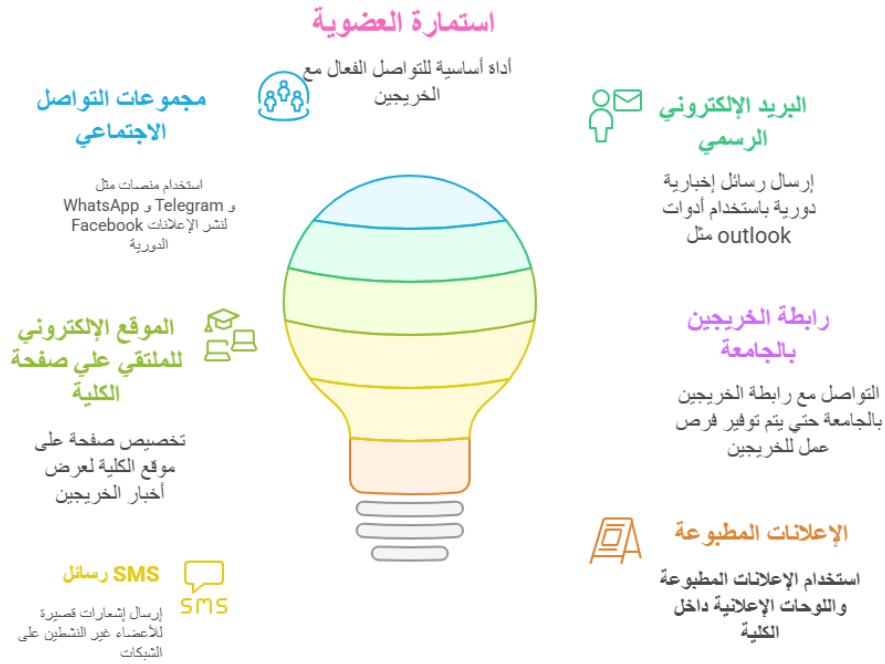 استمارة العضوية
أداة أساسية للتواصل الفعال مع
الخريجين
البريد الإلكتروني
الرسمي
إرسال رسائل إخبارية
دورية باستخدام أدوات
مثل outlook
رابطة الخريجين
بالجامعة
التواصل مع رابطة الخريجين
بالجامعة حتي يتم توفير فرص
عمل للخريجين
الإعلانات المطبوعة
استخدام الإعلانات المطبوعة
واللوحات الإعلانية داخل
الكلية
مجموعات التواصل
الاجتماعي
استخدام منصات مثل
WhatsApp و Telegram و
Facebook لنشر الإعلانات
الدورية
الموقع الإلكتروني
للملتقي علي صفحة
الكلية
تخصيص صفحة على
موقع الكلية لعرض
أخبار الخريجين
رسائل SMS
SMS
إرسال إشعارات قصيرة
للأعضاء غير النشطين على
الشبكات